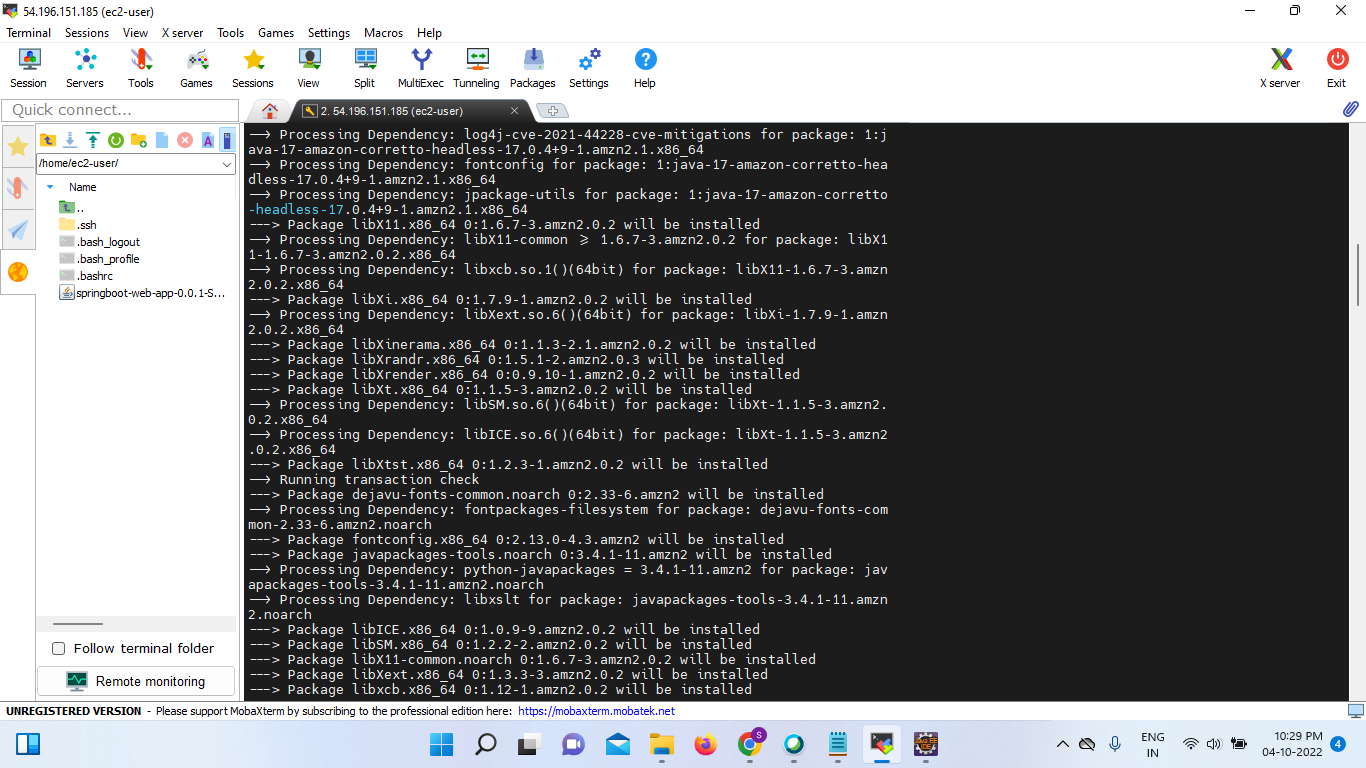 54.196.151.185 (ec2-user)
Terminal Sessions View X server Tools Games Settings Macros Help
Session Servers Tools Games Sessions View Split MultiExec Tunneling Packages Settings Help X server Exit
Quick connect...
2. 54.196.151.185 (ec2-user)
/home/ec2-user/
Name
..
.ssh
.bash_logout
.bash_profile
.bashrc
springboot-web-app-0.0.1-S...
Follow terminal folder
Remote monitoring
--> Processing Dependency: log4j-cve-2021-44228-cve-mitigations for package: 1:j
ava-17-amazon-corretto-headless-17.0.4+9-1.amzn2.1.x86_64
--> Processing Dependency: fontconfig for package: 1:java-17-amazon-corretto-hea
dless-17.0.4+9-1.amzn2.1.x86_64
--> Processing Dependency: jpackage-utils for package: 1:java-17-amazon-corretto
-headless-17.0.4+9-1.amzn2.1.x86_64
---> Package libX11.x86_64 0:1.6.7-3.amzn2.0.2 will be installed
--> Processing Dependency: libX11-common ⩾ 1.6.7-3.amzn2.0.2 for package: libX1
1-1.6.7-3.amzn2.0.2.x86_64
--> Processing Dependency: libxcb.so.1()(64bit) for package: libX11-1.6.7-3.amzn
2.0.2.x86_64
---> Package libXi.x86_64 0:1.7.9-1.amzn2.0.2 will be installed
--> Processing Dependency: libXext.so.6()(64bit) for package: libXi-1.7.9-1.amzn
2.0.2.x86_64
---> Package libXinerama.x86_64 0:1.1.3-2.1.amzn2.0.2 will be installed
---> Package libXrandr.x86_64 0:1.5.1-2.amzn2.0.3 will be installed
---> Package libXrender.x86_64 0:0.9.10-1.amzn2.0.2 will be installed
---> Package libXt.x86_64 0:1.1.5-3.amzn2.0.2 will be installed
--> Processing Dependency: libSM.so.6()(64bit) for package: libXt-1.1.5-3.amzn2.
0.2.x86_64
--> Processing Dependency: libICE.so.6()(64bit) for package: libXt-1.1.5-3.amzn2
.0.2.x86_64
---> Package libXtst.x86_64 0:1.2.3-1.amzn2.0.2 will be installed
--> Running transaction check
---> Package dejavu-fonts-common.noarch 0:2.33-6.amzn2 will be installed
--> Processing Dependency: fontpackages-filesystem for package: dejavu-fonts-com
mon-2.33-6.amzn2.noarch
---> Package fontconfig.x86_64 0:2.13.0-4.3.amzn2 will be installed
---> Package javapackages-tools.noarch 0:3.4.1-11.amzn2 will be installed
--> Processing Dependency: python-javapackages = 3.4.1-11.amzn2 for package: jav
apackages-tools-3.4.1-11.amzn2.noarch
--> Processing Dependency: libxslt for package: javapackages-tools-3.4.1-11.amzn
2.noarch
---> Package libICE.x86_64 0:1.0.9-9.amzn2.0.2 will be installed
---> Package libSM.x86_64 0:1.2.2-2.amzn2.0.2 will be installed
---> Package libX11-common.noarch 0:1.6.7-3.amzn2.0.2 will be installed
---> Package libXext.x86_64 0:1.3.3-3.amzn2.0.2 will be installed
---> Package libxcb.x86_64 0:1.12-1.amzn2.0.2 will be installed
UNREGISTERED VERSION - Please support MobaXterm by subscribing to the professional edition here: https://mobaxterm.mobatek.net
S
Java EE
IDE
ENG
IN
10:29 PM
04-10-2022
4